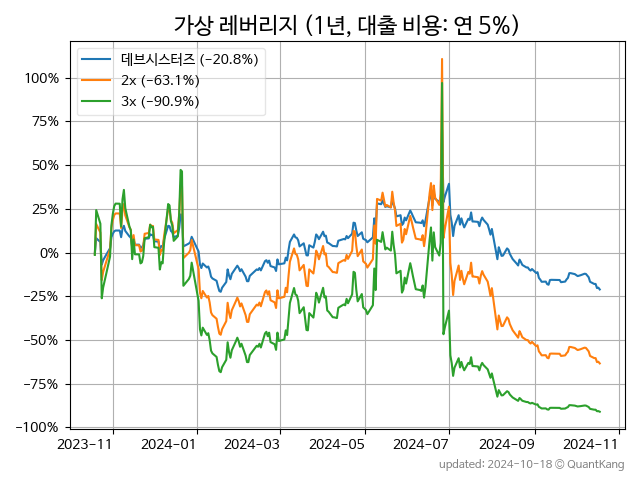 가상 레버리지 (1년, 대출 비용: 연 5%)
데브시스터즈 (−20.8%)
2x (−63.1%)
3x (−90.9%)
100%
75%
50%
25%
0%
−25%
−50%
−75%
−100%
2023-11 2024-01 2024-03 2024-05 2024-07 2024-09 2024-11
updated: 2024-10-18 © QuantKang